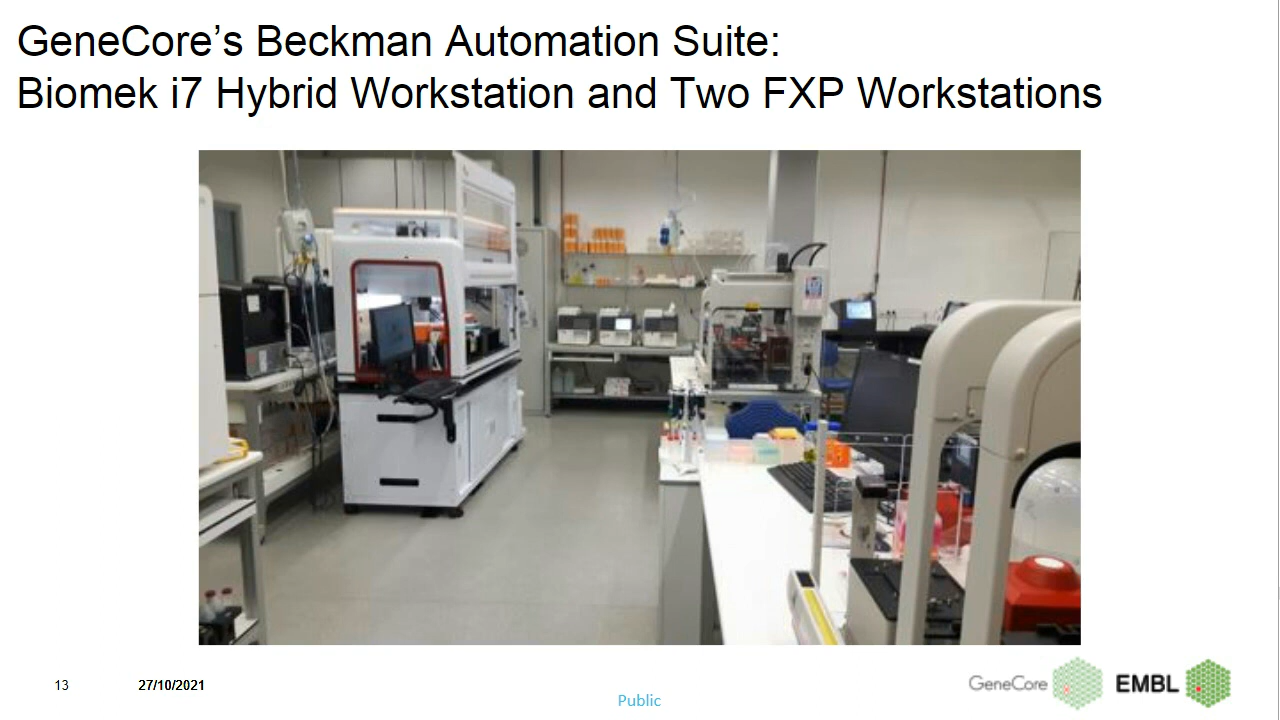 GeneCore’s Beckman Automation Suite:
Biomek i7 Hybrid Workstation and Two FXP Workstations
13
27/10/2021
Public
GeneCore
EMBL